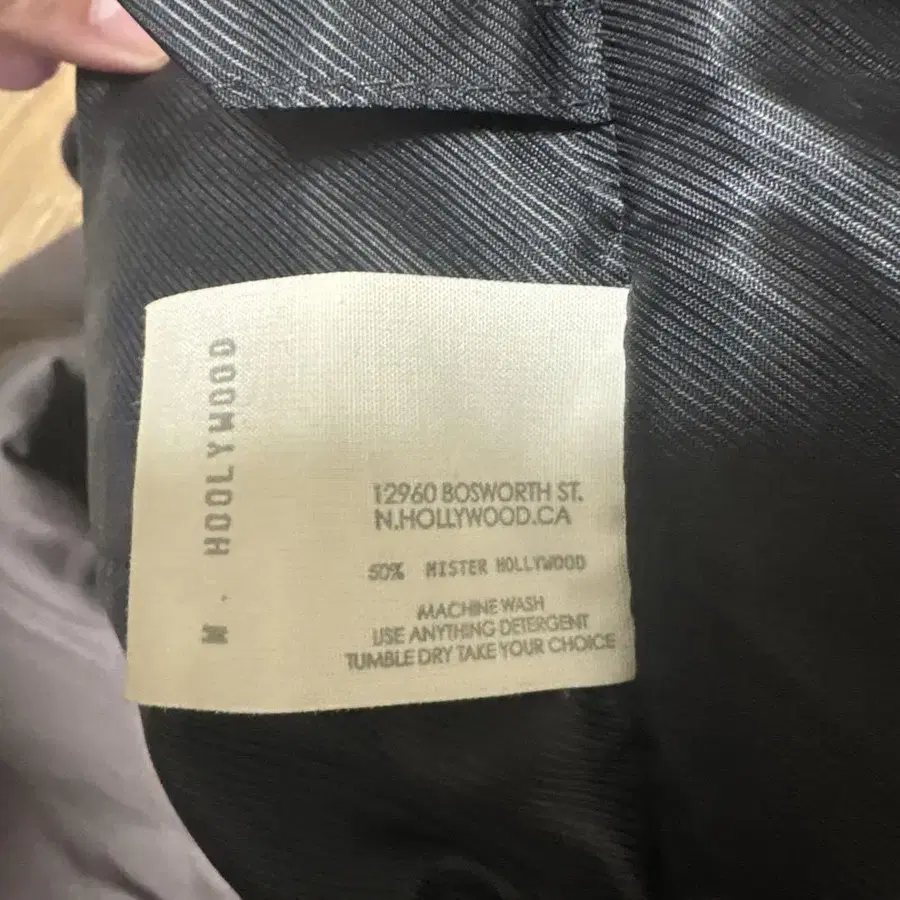 N. HOOLYWOOD
12960 BOSWORTH ST.
N.HOLLYWOOD.CA
50% MISTER HOLLYWOOD
MACHINE WASH
USE ANYTHING DETERGENT
TUMBLE DRY TAKE YOUR CHOICE